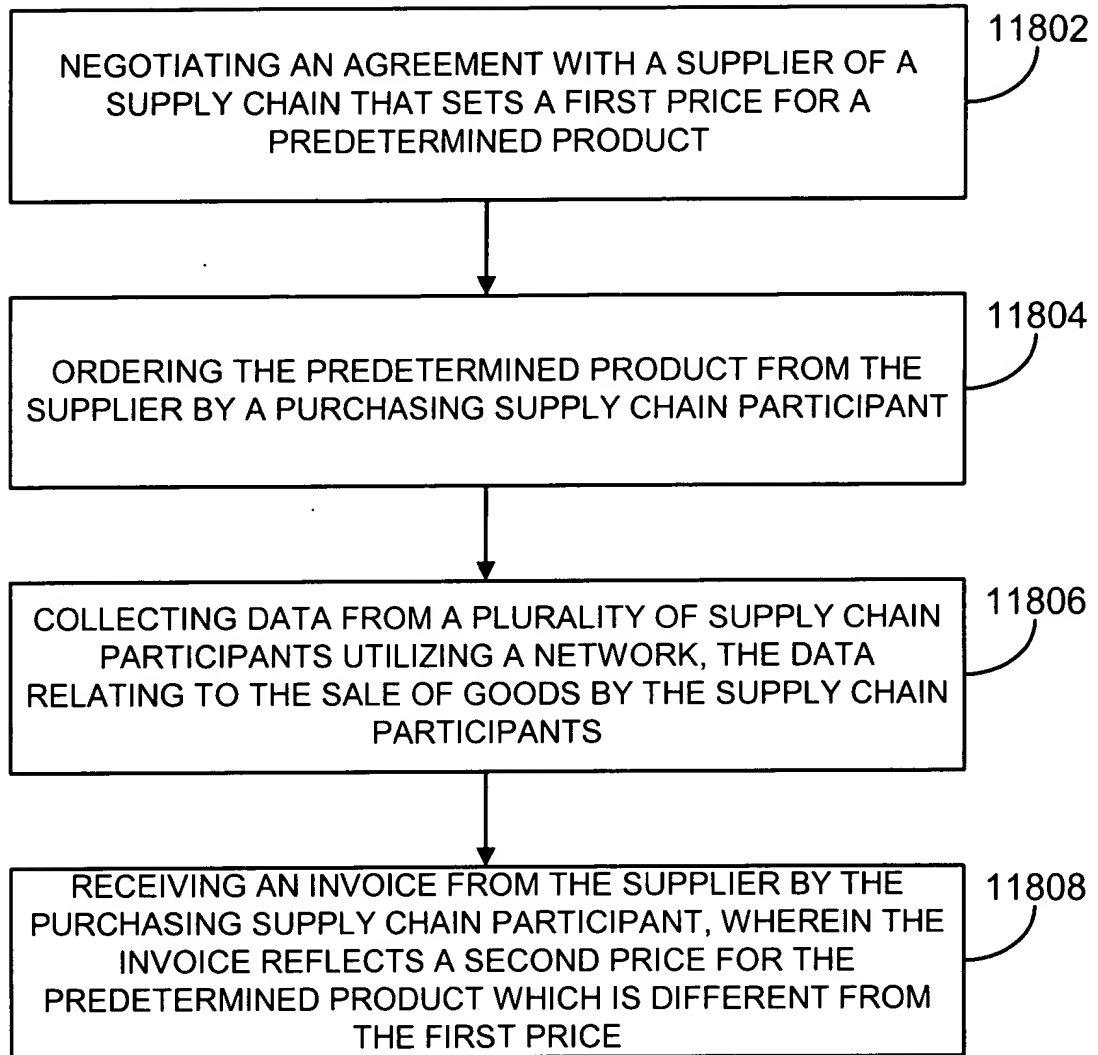 11802
NEGOTIATING AN AGREEMENT WITH A SUPPLIER OF A
SUPPLY CHAIN THAT SETS A FIRST PRICE FOR A
PREDETERMINED PRODUCT
11804
ORDERING THE PREDETERMINED PRODUCT FROM THE
SUPPLIER BY A PURCHASING SUPPLY CHAIN PARTICIPANT
11806
COLLECTING DATA FROM A PLURALITY OF SUPPLY CHAIN
PARTICIPANTS UTILIZING A NETWORK, THE DATA
RELATING TO THE SALE OF GOODS BY THE SUPPLY CHAIN
PARTICIPANTS
11808
RECEIVING AN INVOICE FROM THE SUPPLIER BY THE
PURCHASING SUPPLY CHAIN PARTICIPANT, WHEREIN THE
INVOICE REFLECTS A SECOND PRICE FOR THE
PREDETERMINED PRODUCT WHICH IS DIFFERENT FROM
THE FIRST PRICE